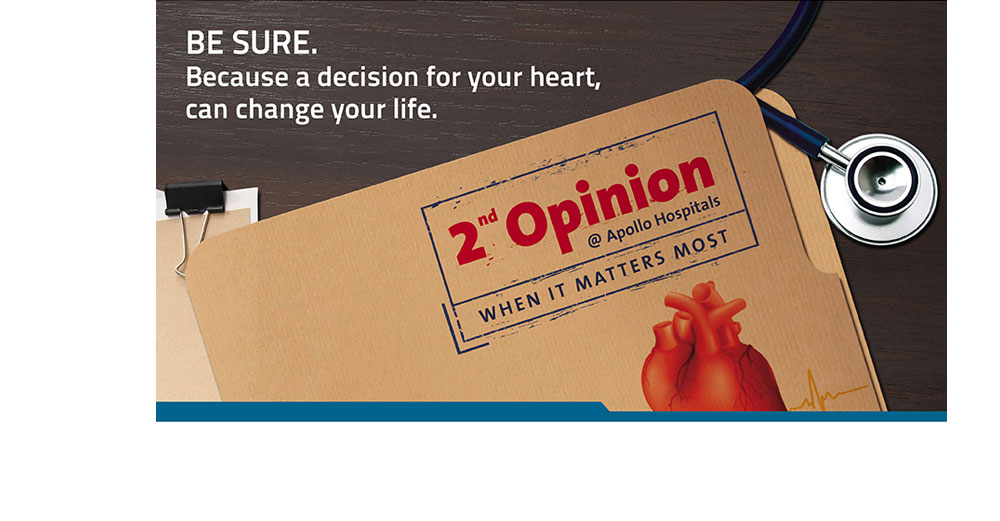 BE SURE.
Because a decision for your heart,
can change your life.
2nd Opinion
@ Apollo Hospitals
WHEN IT MATTERS MOST